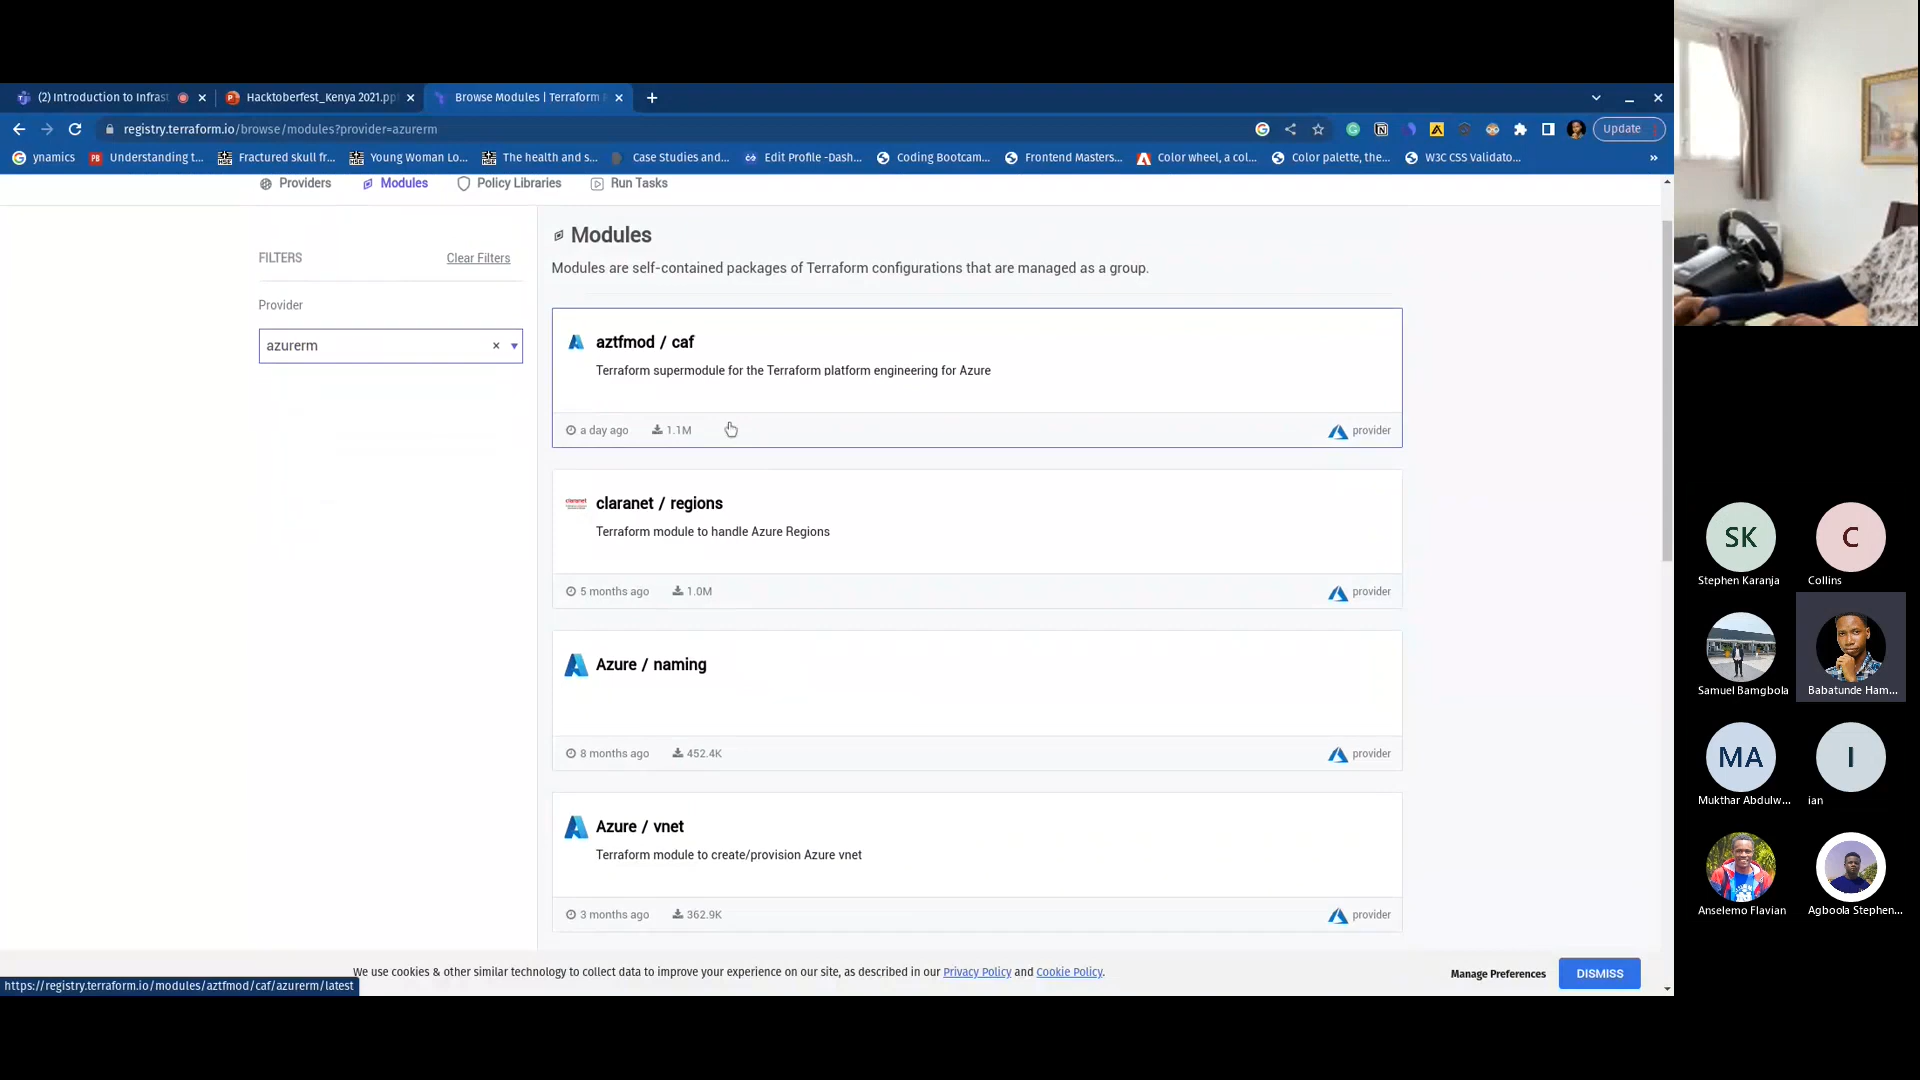 (2) Introduction to Infrast
Hacktoberfest_Kenya 2021.pp
Browse Modules | Terraform
registry.terraform.io/browse/modules?provider=azurerm
Update
ynamics
Understanding t...
Fractured skull fr...
Young Woman Lo...
The health and s...
Case Studies and...
Edit Profile -Dash...
Coding Bootcam...
Frontend Masters...
Color wheel, a col...
Color palette, the...
W3C CSS Validato...
Providers
Modules
Policy Libraries
Run Tasks
FILTERS
Clear Filters
Provider
azurerm
Modules
Modules are self-contained packages of Terraform configurations that are managed as a group.
aztfmod / caf
Terraform supermodule for the Terraform platform engineering for Azure
a day ago
1.1M
provider
claranet
claranet / regions
Terraform module to handle Azure Regions
5 months ago
1.0M
provider
Azure / naming
8 months ago
452.4K
provider
Azure / vnet
Terraform module to create/provision Azure vnet
3 months ago
362.9K
provider
We use cookies & other similar technology to collect data to improve your experience on our site, as described in our Privacy Policy and Cookie Policy.
Manage Preferences
DISMISS
https://registry.terraform.io/modules/aztfmod/caf/azurerm/latest
SK
Stephen Karanja
C
Collins
Samuel Bamgbola
Babatunde Ham...
MA
Mukthar Abdulw...
I
ian
Anselemo Flavian
Agboola Stephen...